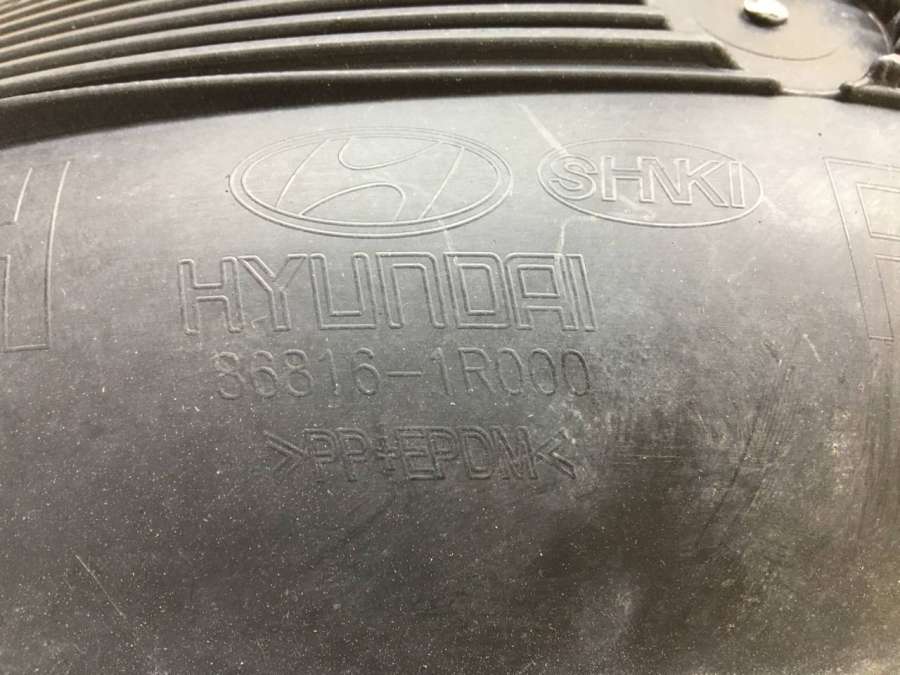 SHNKI
HYUNDAI
86816-1R000
>PP+EPDM<